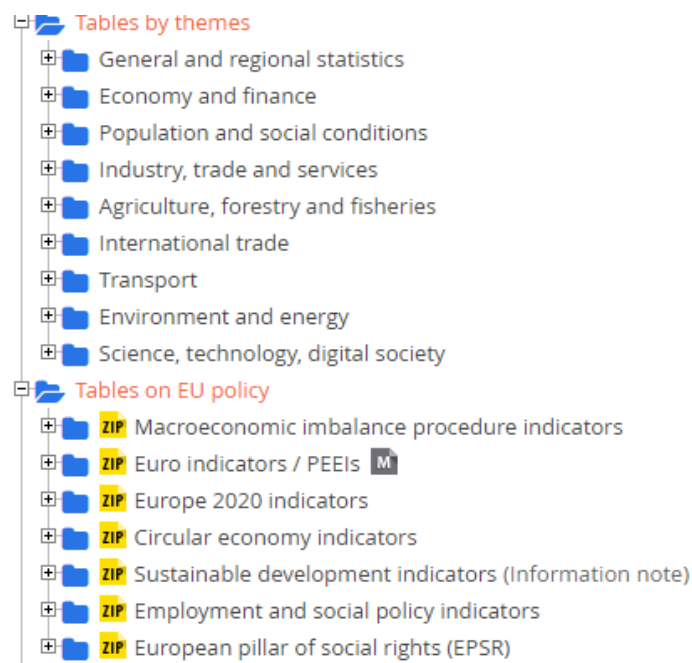 Tables by themes
General and regional statistics
Economy and finance
Population and social conditions
Industry, trade and services
Agriculture, forestry and fisheries
International trade
Transport
Environment and energy
Science, technology, digital society
Tables on EU policy
ZIP Macroeconomic imbalance procedure indicators
ZIP Euro indicators / PEEIs M
ZIP Europe 2020 indicators
ZIP Circular economy indicators
ZIP Sustainable development indicators (Information note)
ZIP Employment and social policy indicators
ZIP European pillar of social rights (EPSR)